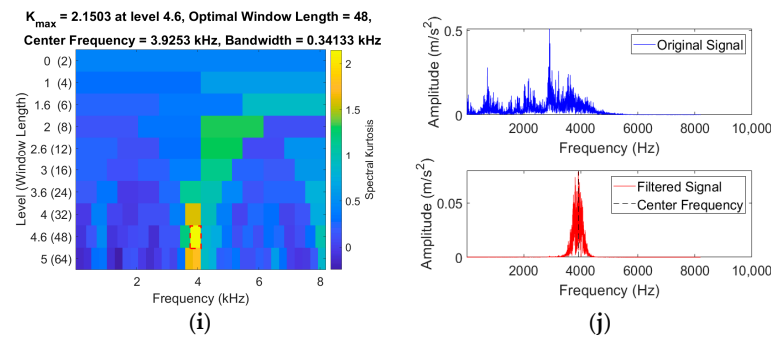 K_max = 2.1503 at level 4.6, Optimal Window Length = 48,
Center Frequency = 3.9253 kHz, Bandwidth = 0.34133 kHz
Level (Window Length)
0 (2)
1 (4)
1.6 (6)
2 (8)
2.6 (12)
3 (16)
3.6 (24)
4 (32)
4.6 (48)
5 (64)
2 4 6 8
Frequency (kHz)
2
1.5
1
0.5
0
Spectral Kurtosis
(i)
Amplitude (m/s²)
0.5
0
Original Signal
2000 4000 6000 8000 10,000
Frequency (Hz)
Amplitude (m/s²)
0.05
0
Filtered Signal
Center Frequency
2000 4000 6000 8000 10,000
Frequency (Hz)
(j)